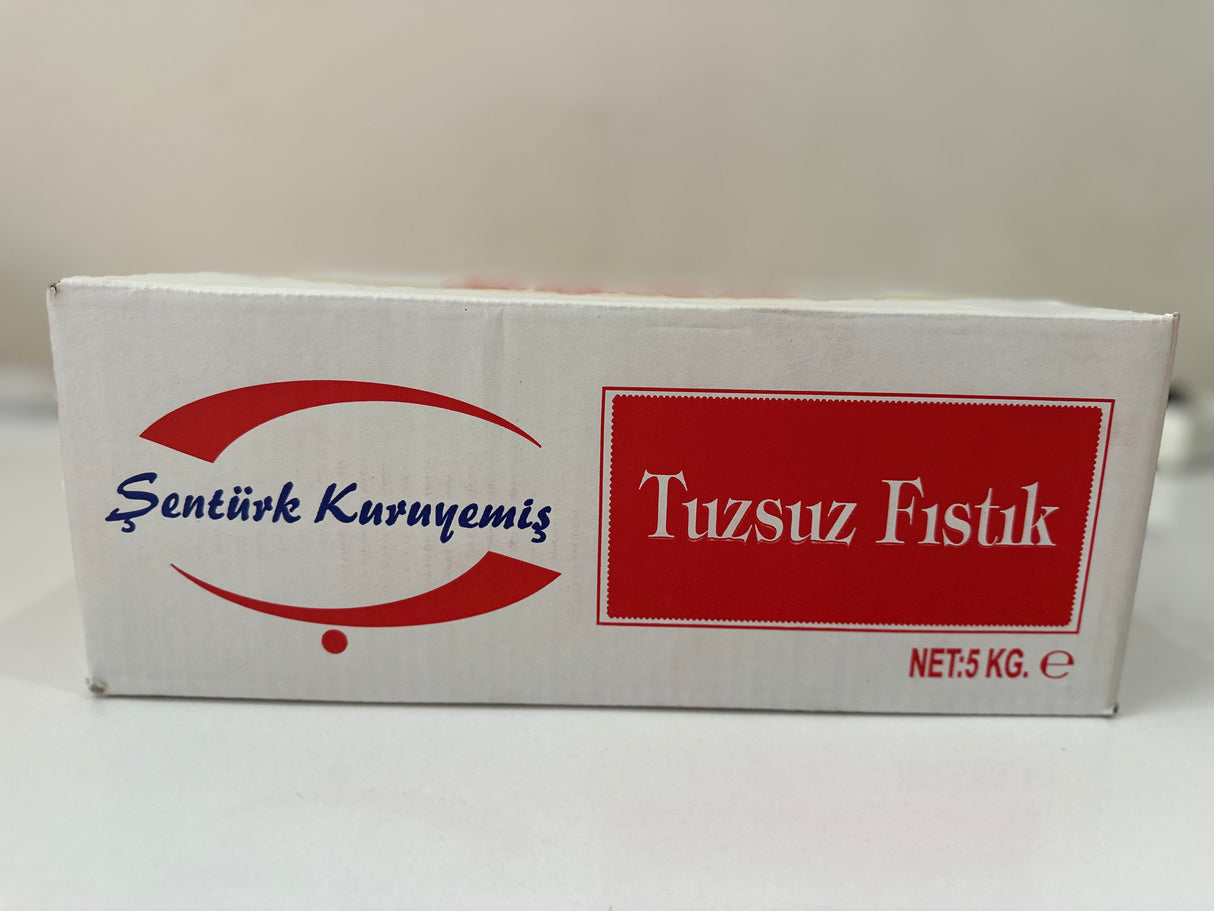 Şentürk Kuruyemiş
Tuzsuz Fıstık
NET:5 KG. ℮